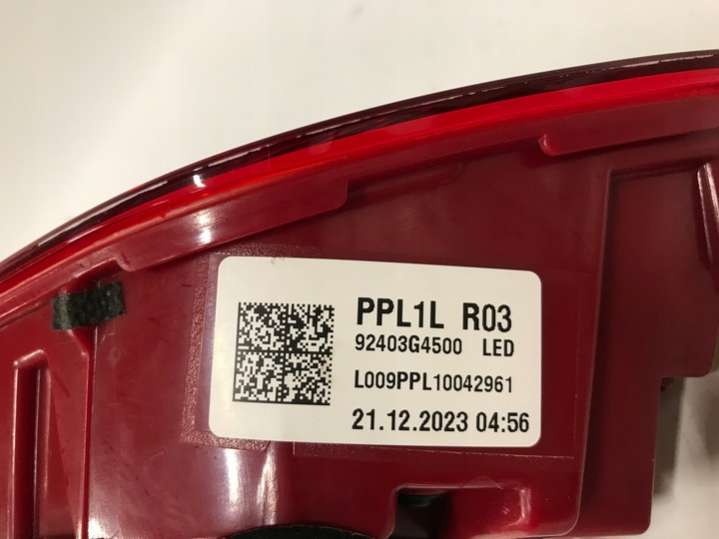 PPL1L R03
92403G4500 LED
L009PPL10042961
21.12.2023 04:56